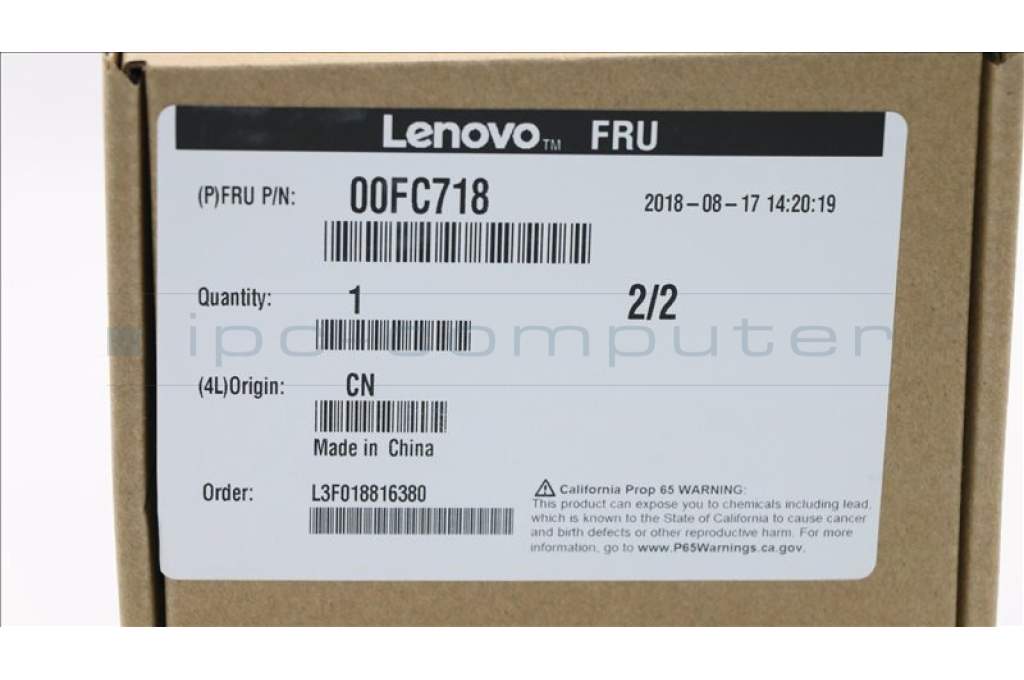 Lenovo™ FRU
(P)FRU P/N: 00FC718 2018-08-17 14:20:19
Quantity: 1 2/2
ipc-computer
(4L)Origin: CN
Made in China
Order: L3F018816380
⚠ California Prop 65 WARNING:
This product can expose you to chemicals including lead,
which is known to the State of California to cause cancer
and birth defects or other reproductive harm. For more
information, go to www.P65Warnings.ca.gov.